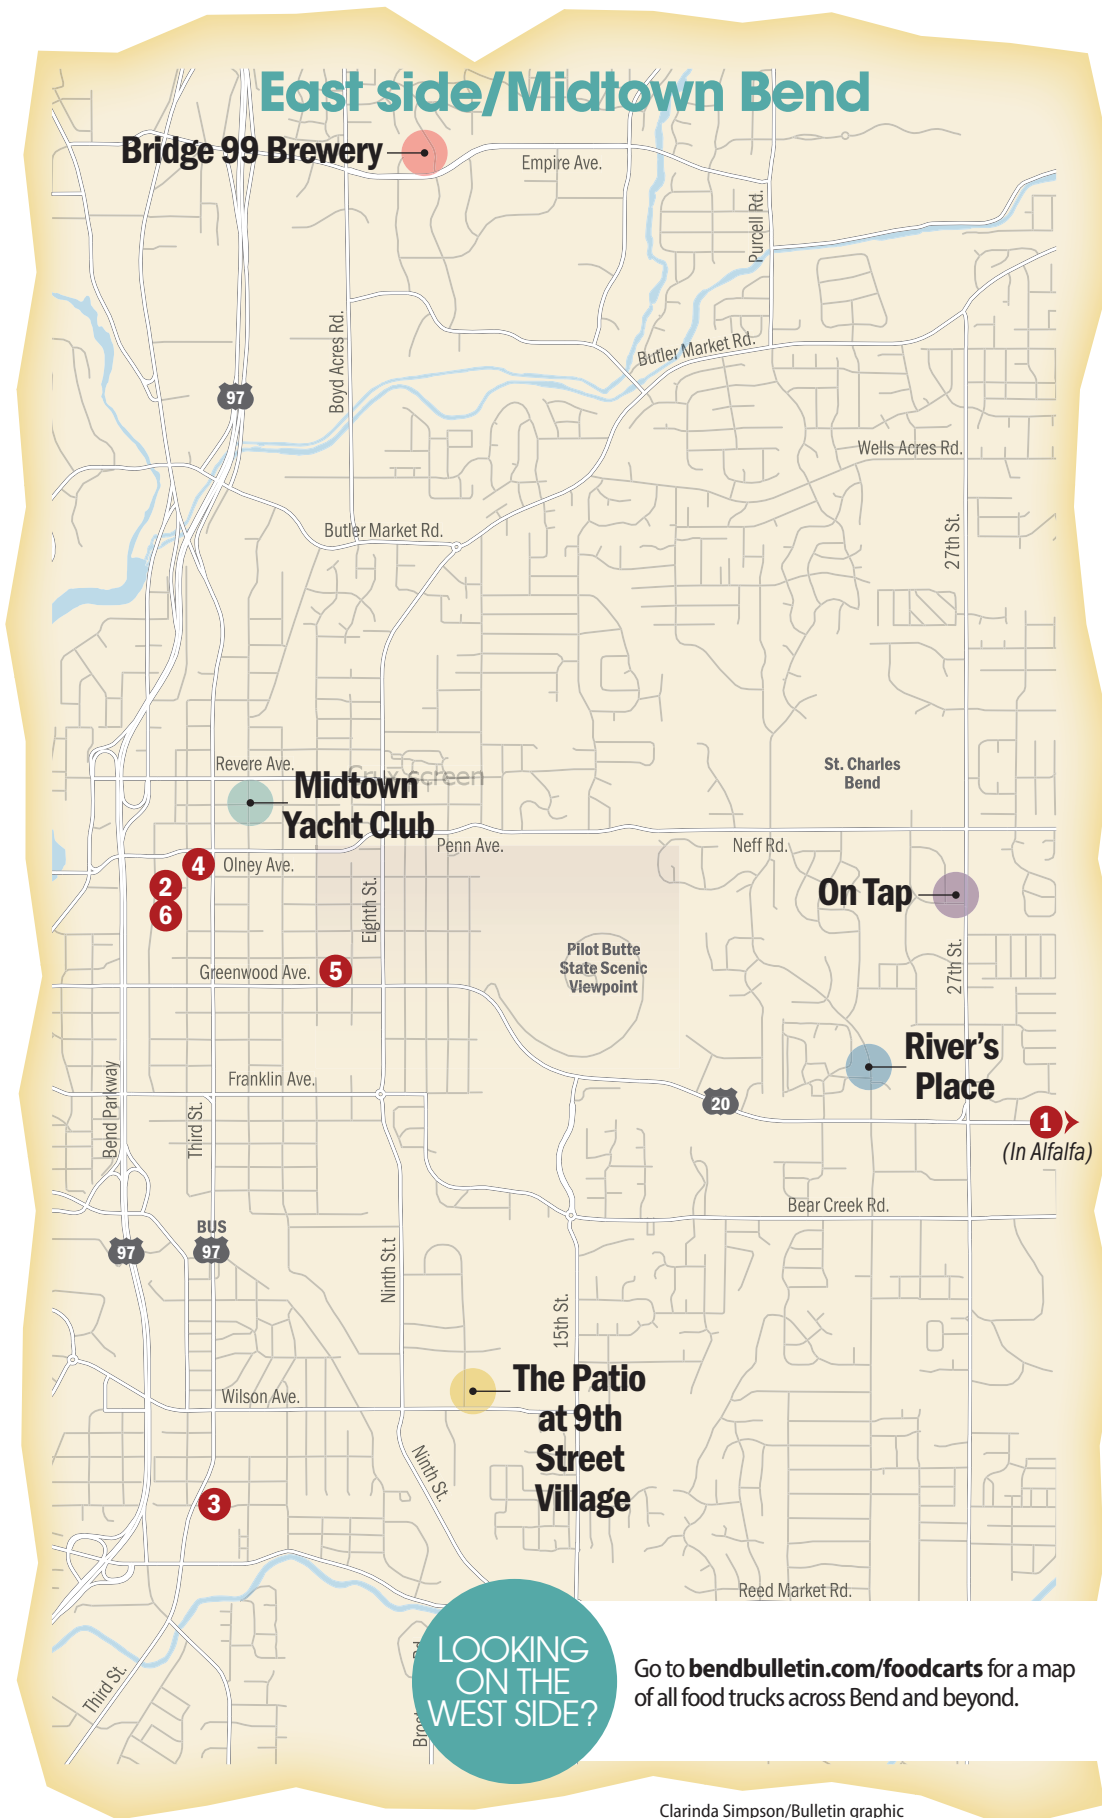 East side/Midtown Bend
Bridge 99 Brewery
Empire Ave.
Purcell Rd.
Boyd Acres Rd.
Butler Market Rd.
97
Wells Acres Rd.
27th St.
Butler Market Rd.
Revere Ave.
Crux screen
Midtown
Yacht Club
St. Charles
Bend
Penn Ave.
Neff Rd.
4
Olney Ave.
2
6
Eighth St.
On Tap
Pilot Butte
State Scenic
Viewpoint
27th St.
Greenwood Ave.
5
River's
Place
Bend Parkway
Franklin Ave.
Third St.
20
1
(In Alfalfa)
Bear Creek Rd.
97
BUS
97
Ninth St.t
15th St.
The Patio
at 9th
Street
Village
Wilson Ave.
Ninth St.
3
Reed Market Rd.
Third St.
LOOKING
ON THE
WEST SIDE?
Go to bendbulletin.com/foodcarts for a map
of all food trucks across Bend and beyond.
Clarinda Simpson/Bulletin graphic